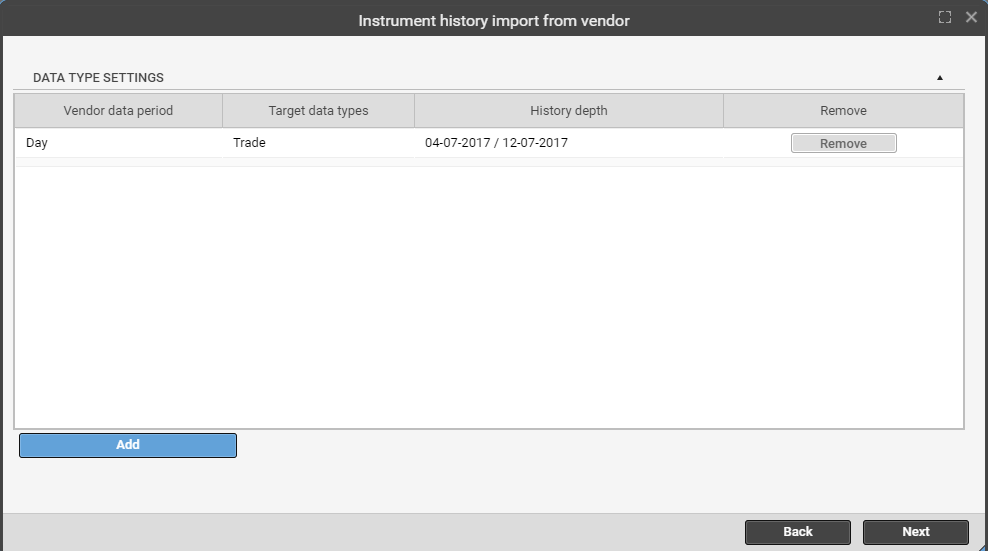 Instrument history import from vendor
DATA TYPE SETTINGS
Vendor data period Target data types History depth Remove
Day Trade 04-07-2017 / 12-07-2017 Remove
Add
Back Next